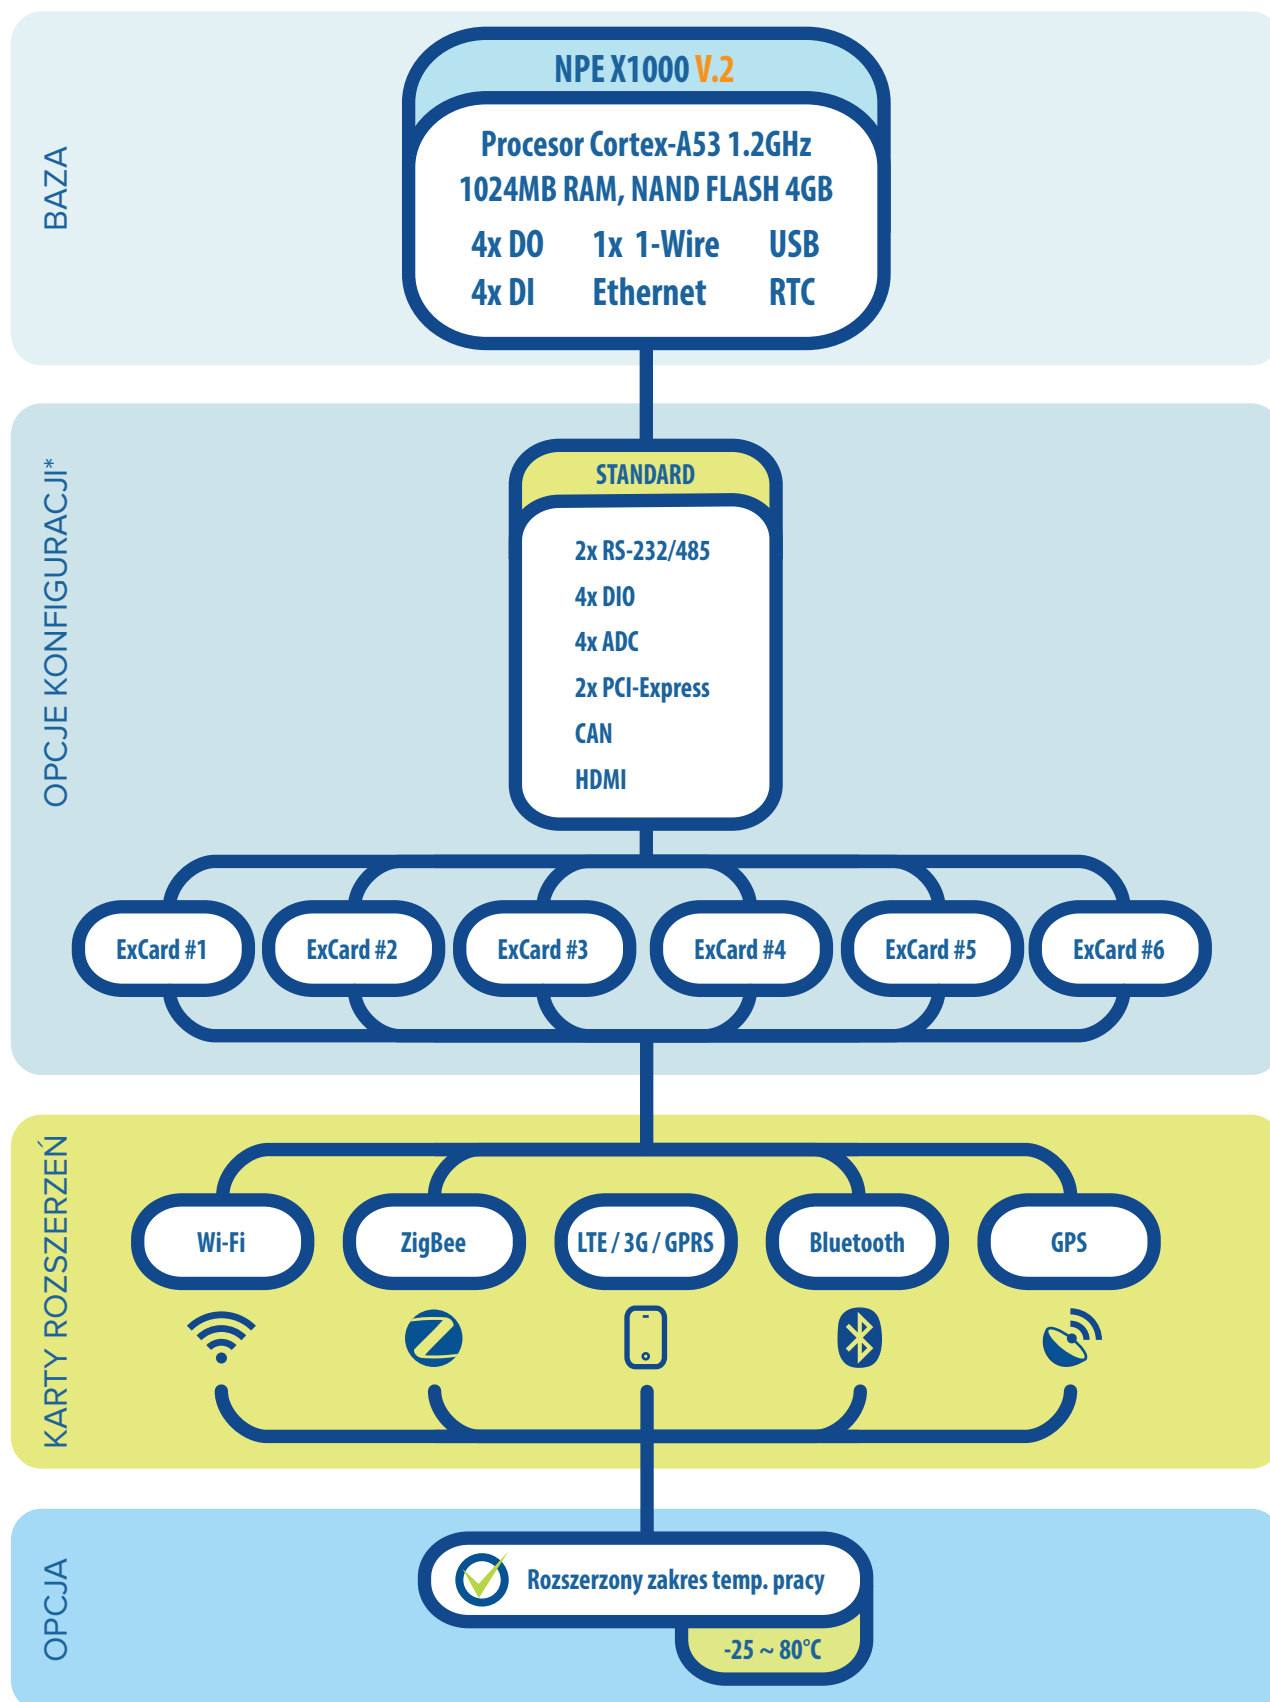 BAZA
NPE X1000 V.2
Procesor Cortex-A53 1.2GHz
1024MB RAM, NAND FLASH 4GB
4x DO 1x 1-Wire USB
4x DI Ethernet RTC
OPCJE KONFIGURACJI*
STANDARD
2x RS-232/485
4x DIO
4x ADC
2x PCI-Express
CAN
HDMI
ExCard #1 ExCard #2 ExCard #3 ExCard #4 ExCard #5 ExCard #6
KARTY ROZSZERZEŃ
Wi-Fi ZigBee LTE / 3G / GPRS Bluetooth GPS
OPCJA
Rozszerzony zakres temp. pracy
-25 ~ 80°C